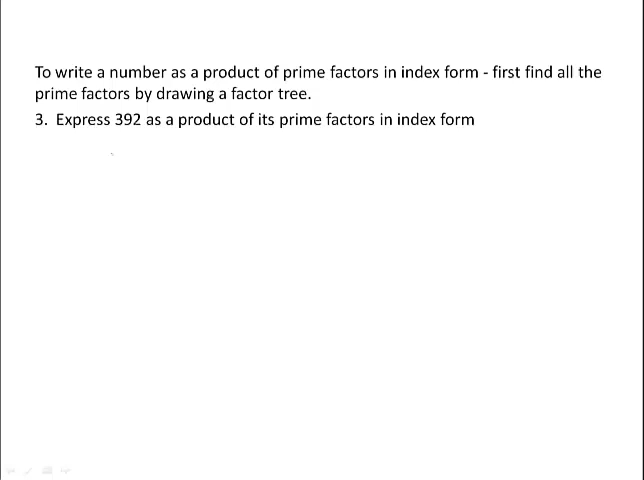 To write a number as a product of prime factors in index form - first find all the
prime factors by drawing a factor tree.
3. Express 392 as a product of its prime factors in index form